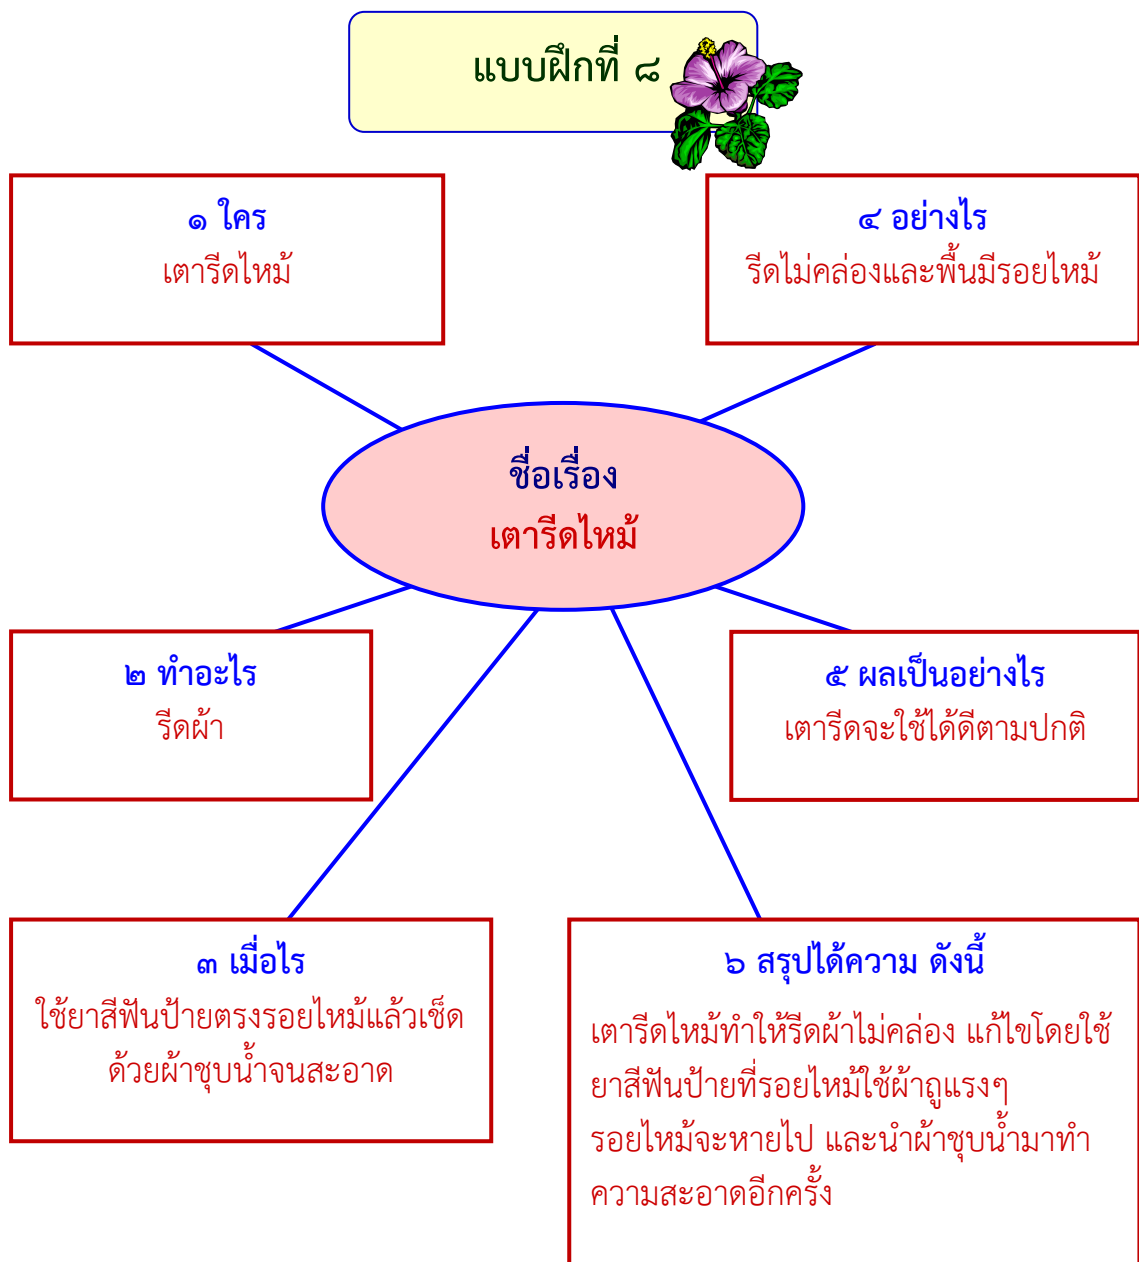 แบบฝึกที่ ๘
๑ ใคร
เตารีดไหม้
๔ อย่างไร
รีดไม่คล่องและพื้นมีรอยไหม้
ชื่อเรื่อง
เตารีดไหม้
๒ ทำอะไร
รีดผ้า
๕ ผลเป็นอย่างไร
เตารีดจะใช้ได้ดีตามปกติ
๓ เมื่อไร
ใช้ยาสีฟันป้ายตรงรอยไหม้แล้วเช็ด
ด้วยผ้าชุบน้ำจนสะอาด
๖ สรุปได้ความ ดังนี้
เตารีดไหม้ทำให้รีดผ้าไม่คล่อง แก้ไขโดยใช้
ยาสีฟันป้ายที่รอยไหม้ใช้ผ้าถูแรงๆ
รอยไหม้จะหายไป และนำผ้าชุบน้ำมาทำ
ความสะอาดอีกครั้ง